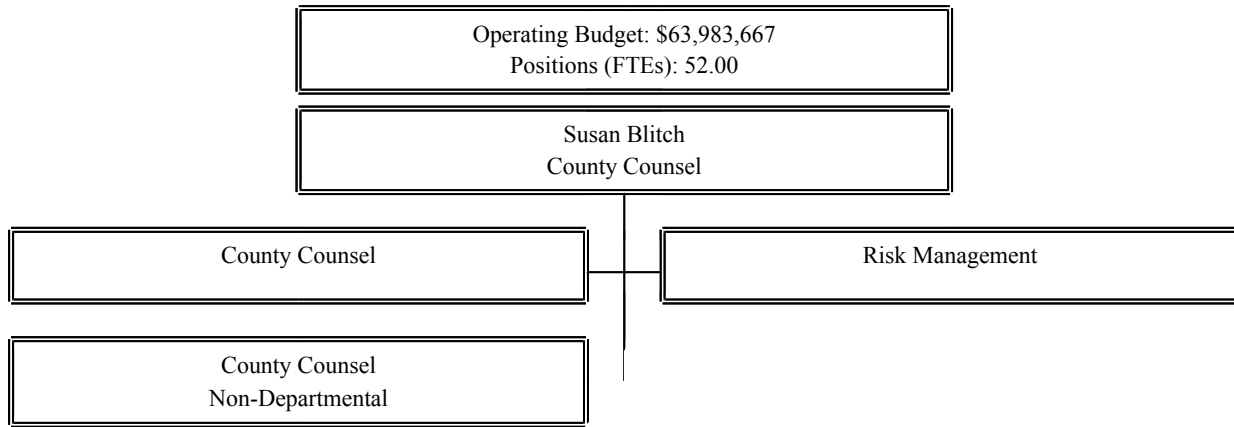 Operating Budget: $63,983,667
Positions (FTEs): 52.00
Susan Blitch
County Counsel
County Counsel
Risk Management
County Counsel
Non-Departmental